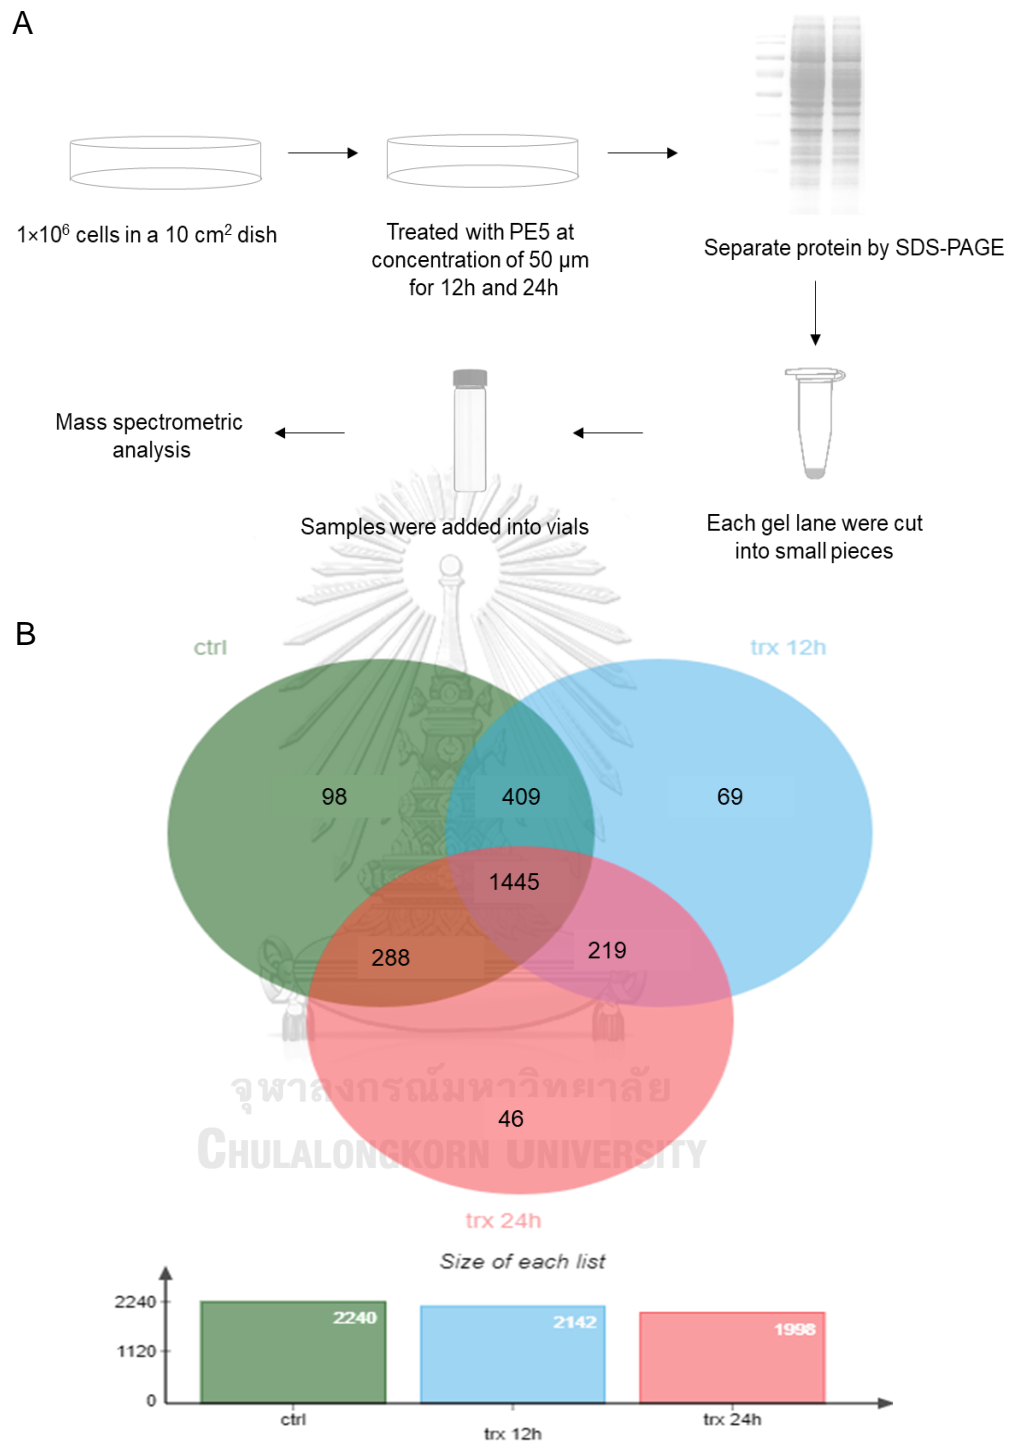 A
1×10⁶ cells in a 10 cm² dish
Treated with PE5 at
concentration of 50 µm
for 12h and 24h
Separate protein by SDS-PAGE
Mass spectrometric
analysis
Samples were added into vials
Each gel lane were cut
into small pieces
B
ctrl
trx 12h
98
409
69
1445
288
219
46
จุฬาลงกรณ์มหาวิทยาลัย
CHULALONGKORN UNIVERSITY
trx 24h
Size of each list
2240
1120
0
2240
2142
1998
ctrl
trx 12h
trx 24h